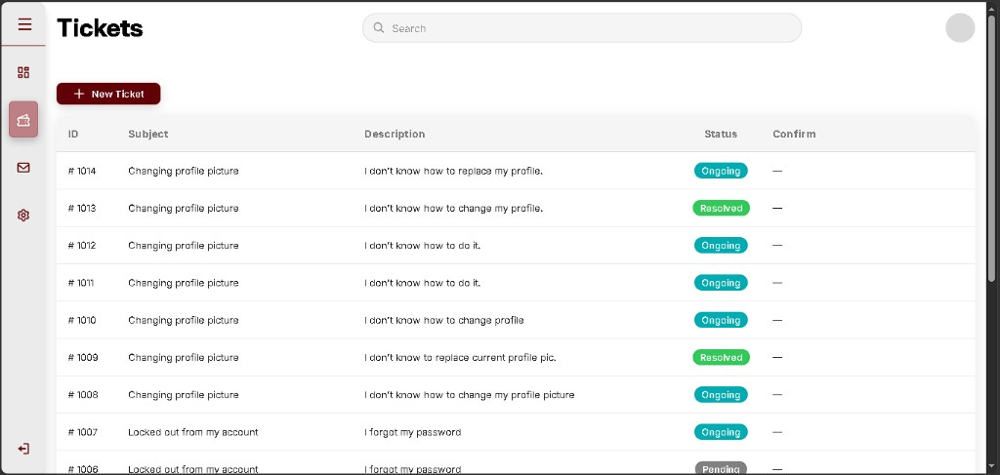 Tickets
Search
New Ticket
ID Subject Description Status Confirm
# 1014 Changing profile picture I don't know how to replace my profile. Ongoing —
# 1013 Changing profile picture I don't know how to change my profile. Resolved —
# 1012 Changing profile picture I don't know how to do it. Ongoing —
# 1011 Changing profile picture I don't know how to do it. Ongoing —
# 1010 Changing profile picture I don't know how to change profile Ongoing —
# 1009 Changing profile picture I don't know to replace current profile pic. Resolved —
# 1008 Changing profile picture I don't know how to change my profile picture Ongoing —
# 1007 Locked out from my account I forgot my password Ongoing —
# 1006 Locked out from my account I forgot my password Pending —